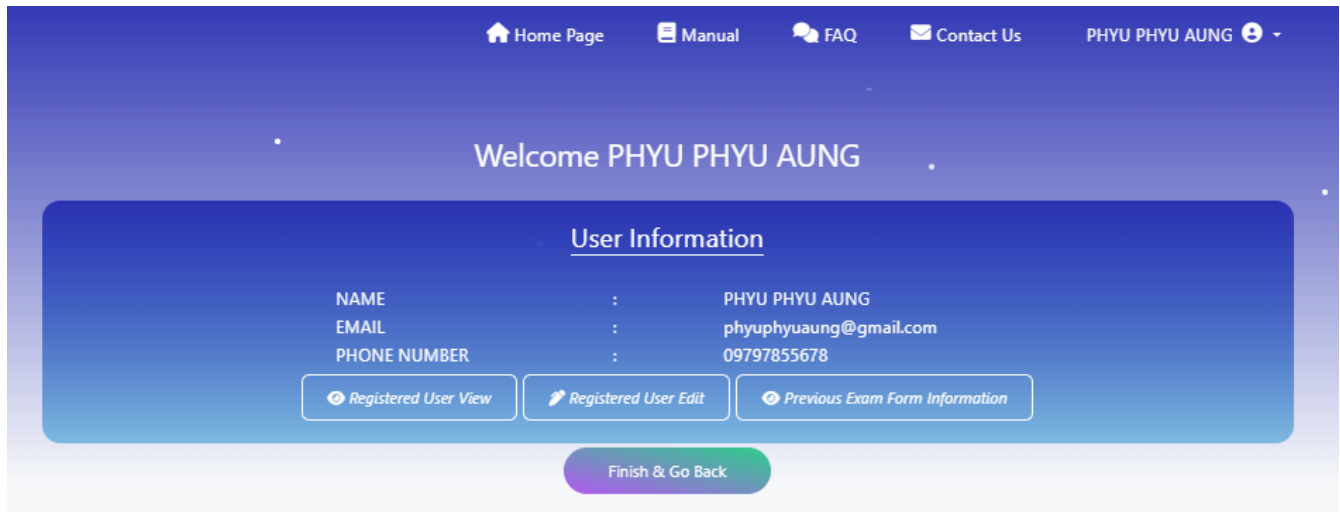 Home Page Manual FAQ Contact Us PHYU PHYU AUNG
Welcome PHYU PHYU AUNG
User Information
NAME : PHYU PHYU AUNG
EMAIL : phyuphyuaung@gmail.com
PHONE NUMBER : 09797855678
Registered User View Registered User Edit Previous Exam Form Information
Finish & Go Back